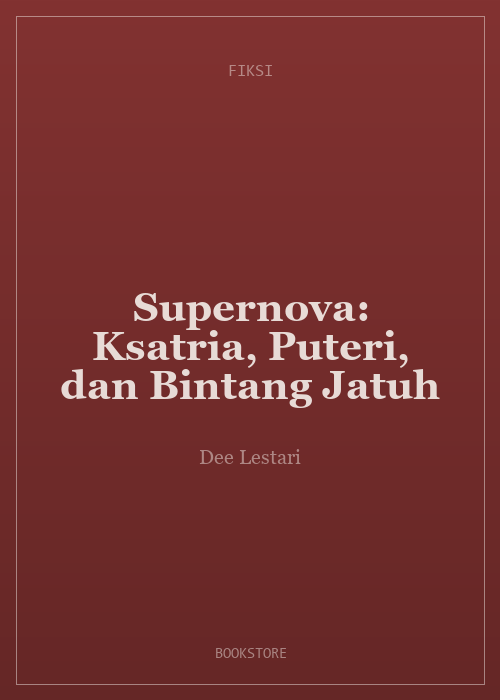 FIKSI
Supernova:
Ksatria, Puteri,
dan Bintang Jatuh
Dee Lestari
BOOKSTORE